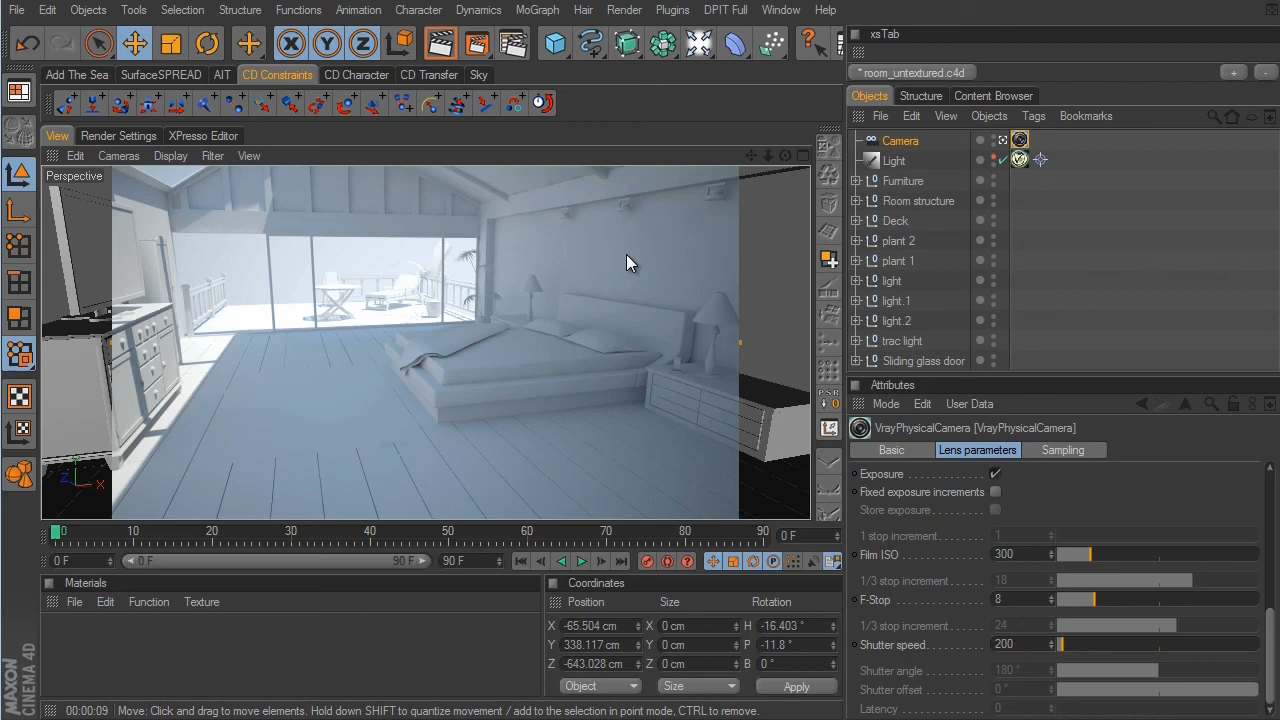 File Edit Objects Tools Selection Structure Functions Animation Character Dynamics MoGraph Hair Render Plugins DPIT Full Window Help
xsTab
* room_untextured.c4d
Add The Sea SurfaceSPREAD AIT CD Constraints CD Character CD Transfer Sky
Objects Structure Content Browser
File Edit View Objects Tags Bookmarks
View Render Settings XPresso Editor
Edit Cameras Display Filter View
Perspective
Camera
Light
Furniture
Room structure
Deck
plant 2
plant 1
light
light.1
light.2
trac light
Sliding glass door
X Y Z
P S R
0
Z X
Attributes
Mode Edit User Data
VrayPhysicalCamera [VrayPhysicalCamera]
Basic Lens parameters Sampling
Exposure
Fixed exposure increments
Store exposure
1 stop increment 1
Film ISO 300
1/3 stop increment 18
F-Stop 8
1/3 stop increment 24
Shutter speed 200
Shutter angle 180 °
Shutter offset 0 °
Latency 0
0 10 20 30 40 50 60 70 80 90 0 F
0 F 0 F 90 F 90 F
Materials
File Edit Function Texture
Coordinates
Position Size Rotation
X -65.504 cm X 0 cm H -16.403 °
Y 338.117 cm Y 0 cm P -11.8 °
Z -643.028 cm Z 0 cm B 0 °
Object Size Apply
MAXON
CINEMA 4D
00:00:09 Move: Click and drag to move elements. Hold down SHIFT to quantize movement / add to the selection in point mode, CTRL to remove.